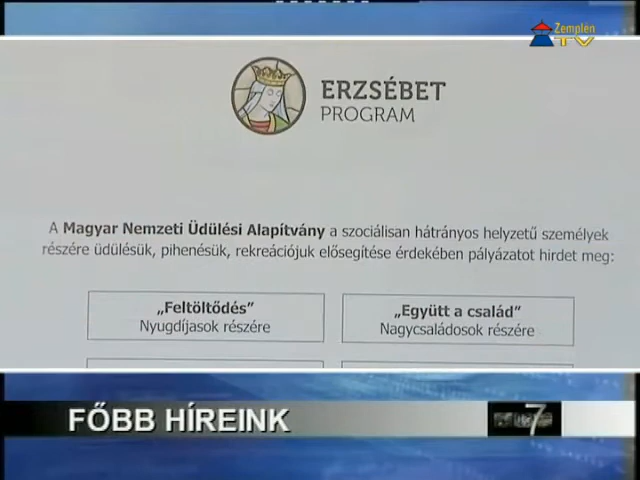 Zemplén
TV
ERZSÉBET
PROGRAM
A Magyar Nemzeti Üdülési Alapítvány a szociálisan hátrányos helyzetű személyek
részére üdülésük, pihenésük, rekreációjuk elősegítése érdekében pályázatot hirdet meg:
„Feltöltődés”
Nyugdíjasok részére
„Együtt a család”
Nagycsaládosok részére
FŐBB HÍREINK
7